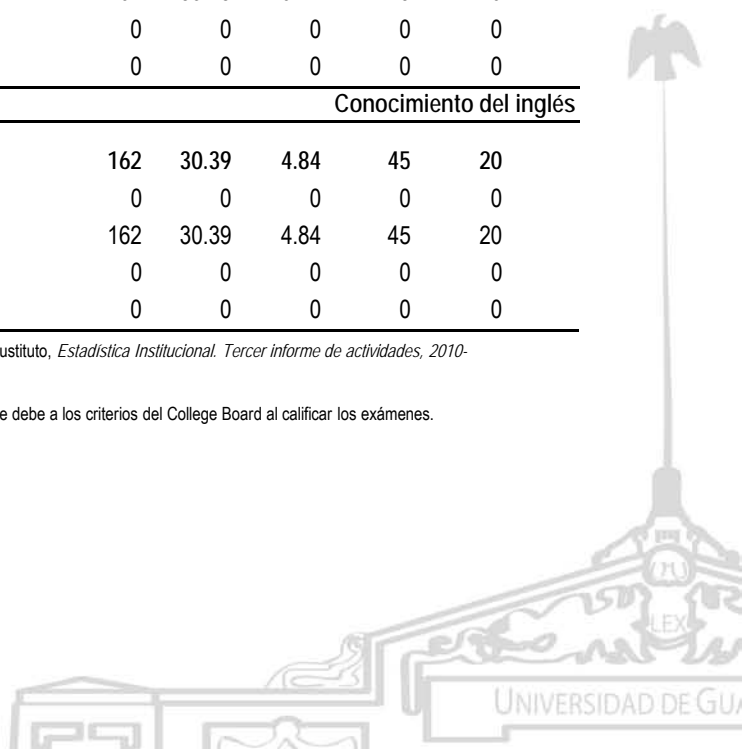 0 0 0 0 0
0 0 0 0 0
Conocimiento del inglés
162 30.39 4.84 45 20
0 0 0 0 0
162 30.39 4.84 45 20
0 0 0 0 0
0 0 0 0 0
ustituto, Estadística Institucional. Tercer informe de actividades, 2010-
e debe a los criterios del College Board al calificar los exámenes.
LEX
UNIVERSIDAD DE GUA